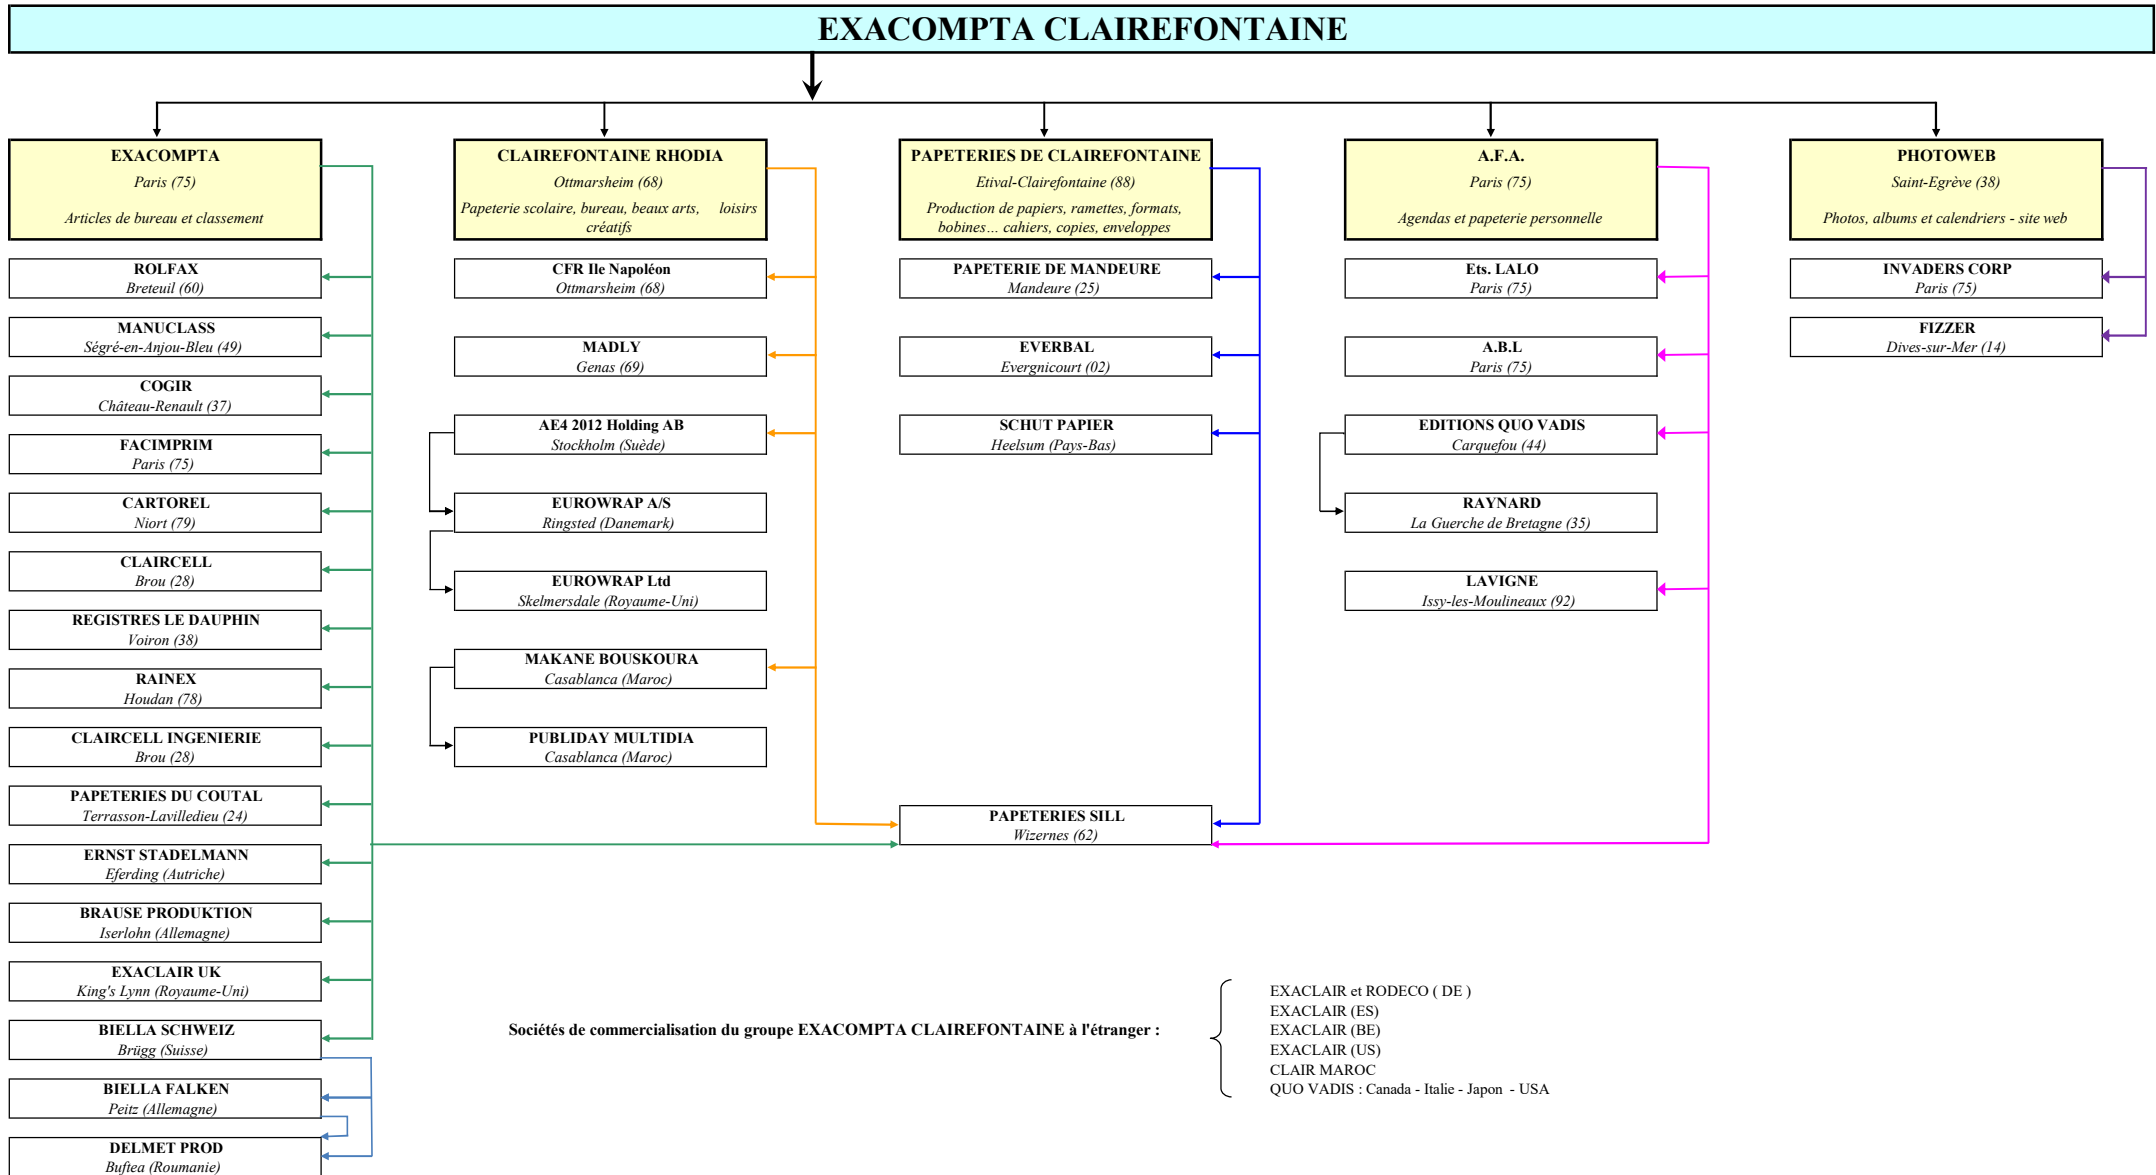 EXACOMPTA CLAIREFONTAINE
EXACOMPTA
Paris (75)
Articles de bureau et classement
ROLFAX
Breteuil (60)
MANUCLASS
Ségré-en-Anjou-Bleu (49)
COGIR
Château-Renault (37)
FACIMPRIM
Paris (75)
CARTOREL
Niort (79)
CLAIRCELL
Brou (28)
REGISTRES LE DAUPHIN
Voiron (38)
RAINEX
Houdan (78)
CLAIRCELL INGENIERIE
Brou (28)
PAPETERIES DU COUTAL
Terrasson-Lavilledieu (24)
ERNST STADELMANN
Eferding (Autriche)
BRAUSE PRODUKTION
Iserlohn (Allemagne)
EXACLAIR UK
King's Lynn (Royaume-Uni)
BIELLA SCHWEIZ
Brügg (Suisse)
BIELLA FALKEN
Peitz (Allemagne)
DELMET PROD
Buftea (Roumanie)
CLAIREFONTAINE RHODIA
Ottmarsheim (68)
Papeterie scolaire, bureau, beaux arts, loisirs
créatifs
CFR Ile Napoléon
Ottmarsheim (68)
MADLY
Genas (69)
AE4 2012 Holding AB
Stockholm (Suède)
EUROWRAP A/S
Ringsted (Danemark)
EUROWRAP Ltd
Skelmersdale (Royaume-Uni)
MAKANE BOUSKOURA
Casablanca (Maroc)
PUBLIDAY MULTIDIA
Casablanca (Maroc)
PAPETERIES DE CLAIREFONTAINE
Etival-Clairefontaine (88)
Production de papiers, ramettes, formats,
bobines… cahiers, copies, enveloppes
PAPETERIE DE MANDEURE
Mandeure (25)
EVERBAL
Evergnicourt (02)
SCHUT PAPIER
Heelsum (Pays-Bas)
PAPETERIES SILL
Wizernes (62)
A.F.A.
Paris (75)
Agendas et papeterie personnelle
Ets. LALO
Paris (75)
A.B.L
Paris (75)
EDITIONS QUO VADIS
Carquefou (44)
RAYNARD
La Guerche de Bretagne (35)
LAVIGNE
Issy-les-Moulineaux (92)
PHOTOWEB
Saint-Egrève (38)
Photos, albums et calendriers - site web
INVADERS CORP
Paris (75)
FIZZER
Dives-sur-Mer (14)
Sociétés de commercialisation du groupe EXACOMPTA CLAIREFONTAINE à l'étranger :
EXACLAIR et RODECO ( DE )
EXACLAIR (ES)
EXACLAIR (BE)
EXACLAIR (US)
CLAIR MAROC
QUO VADIS : Canada - Italie - Japon - USA